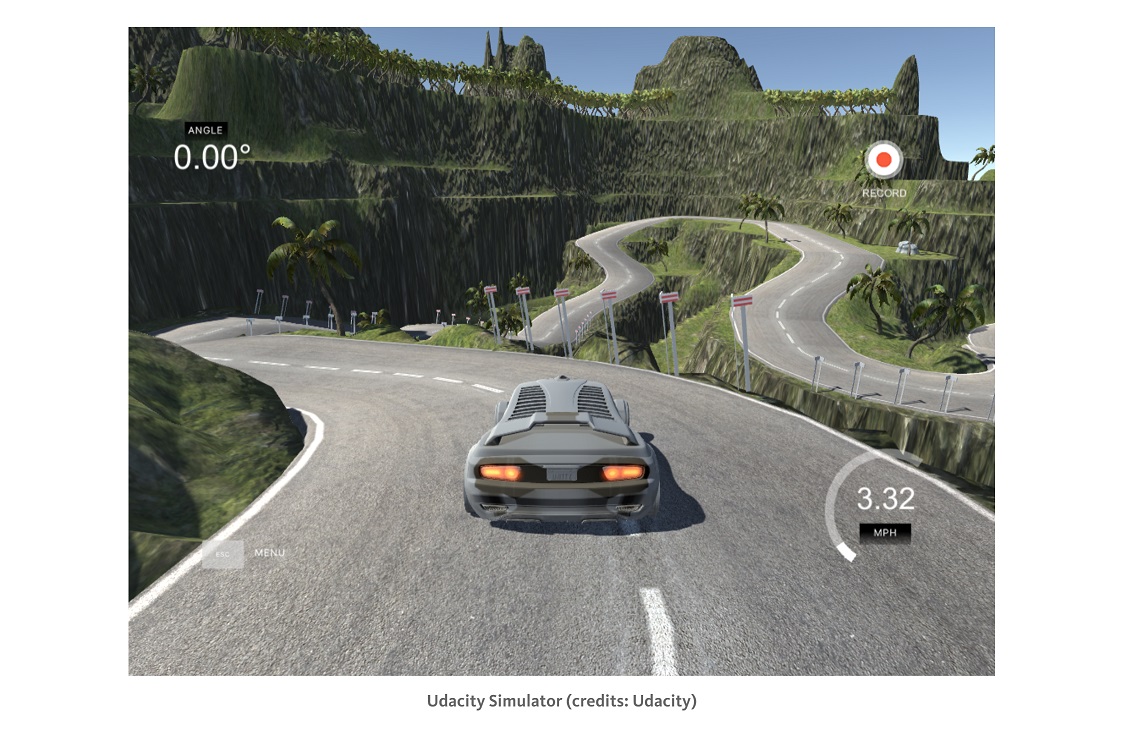 ANGLE
0.00°
RECORD
3.32
MPH
ESC
MENU
Udacity Simulator (credits: Udacity)